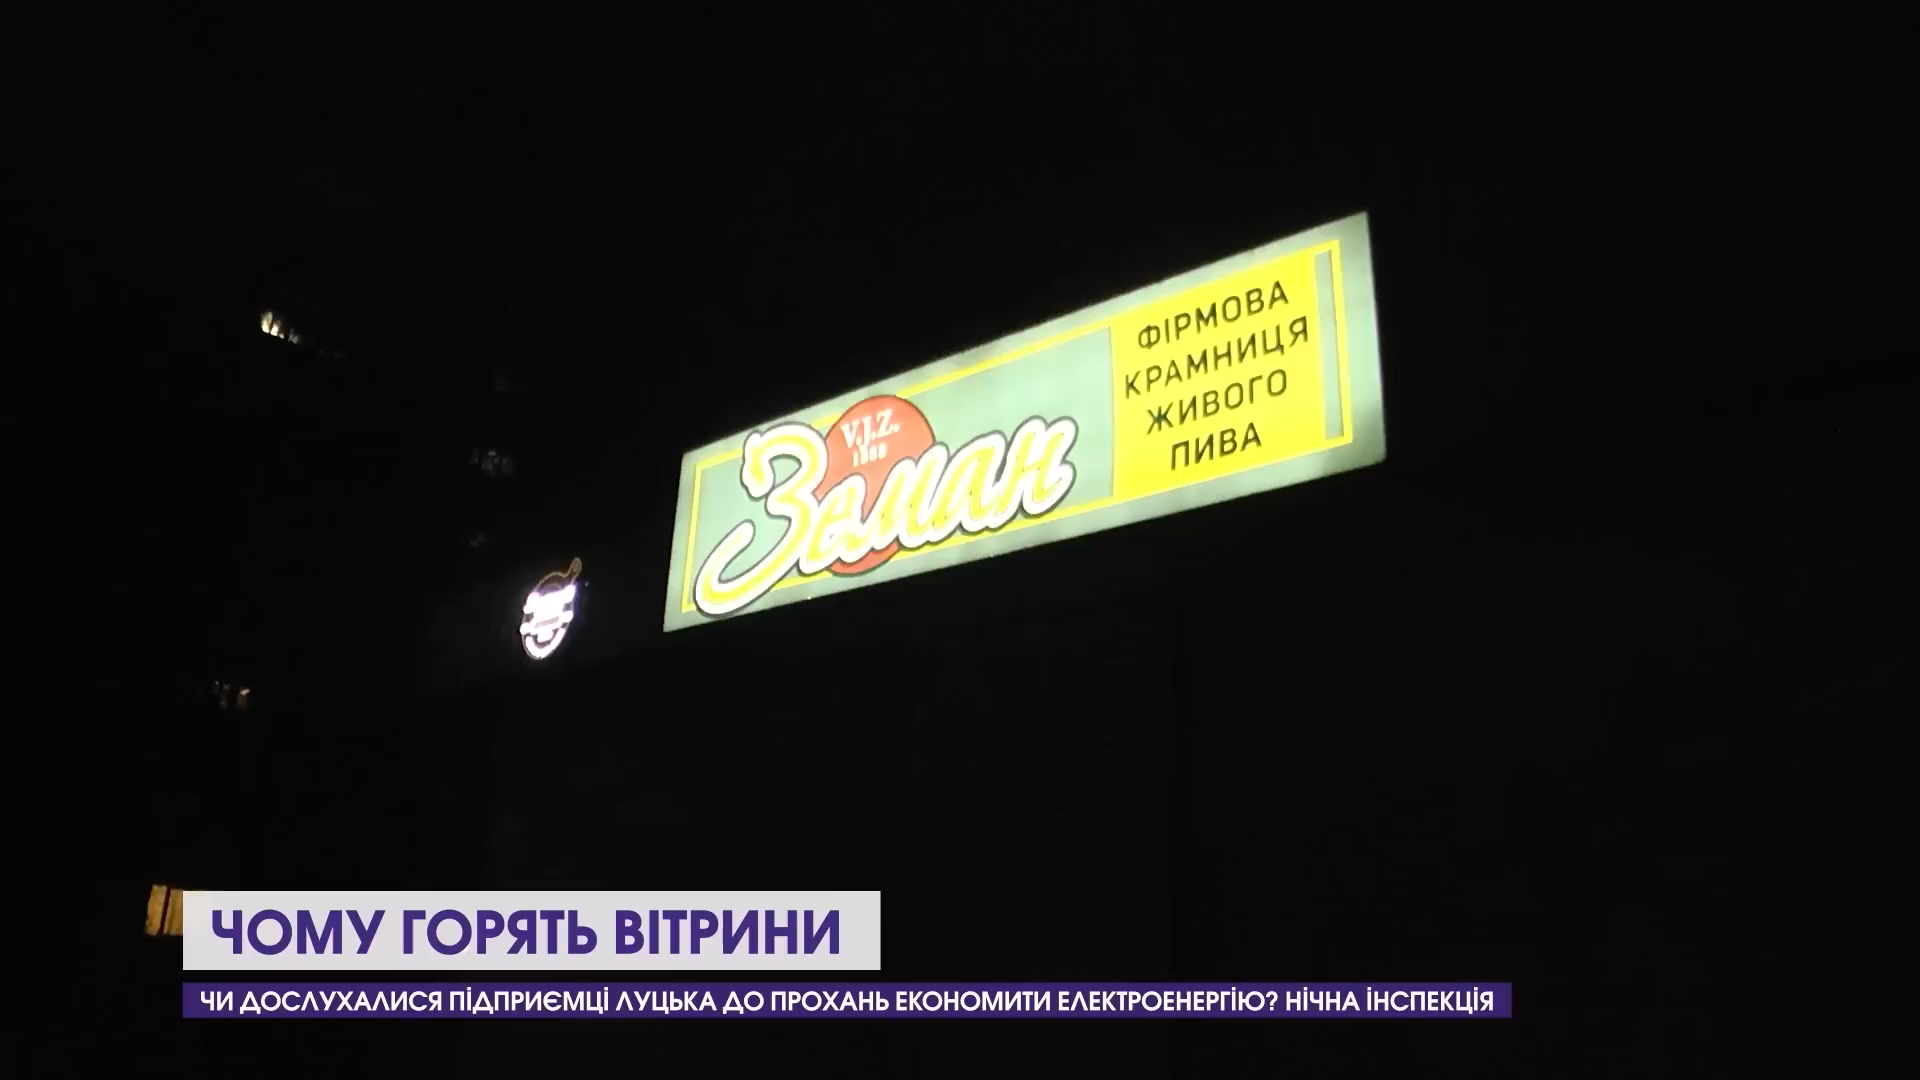 V.J.Z.
Земан
ФІРМОВА
КРАМНИЦЯ
ЖИВОГО
ПИВА
ЧОМУ ГОРЯТЬ ВІТРИНИ
ЧИ ДОСЛУХАЛИСЯ ПІДПРИЄМЦІ ЛУЦЬКА ДО ПРОХАНЬ ЕКОНОМИТИ ЕЛЕКТРОЕНЕРГІЮ? НІЧНА ІНСПЕКЦІЯ